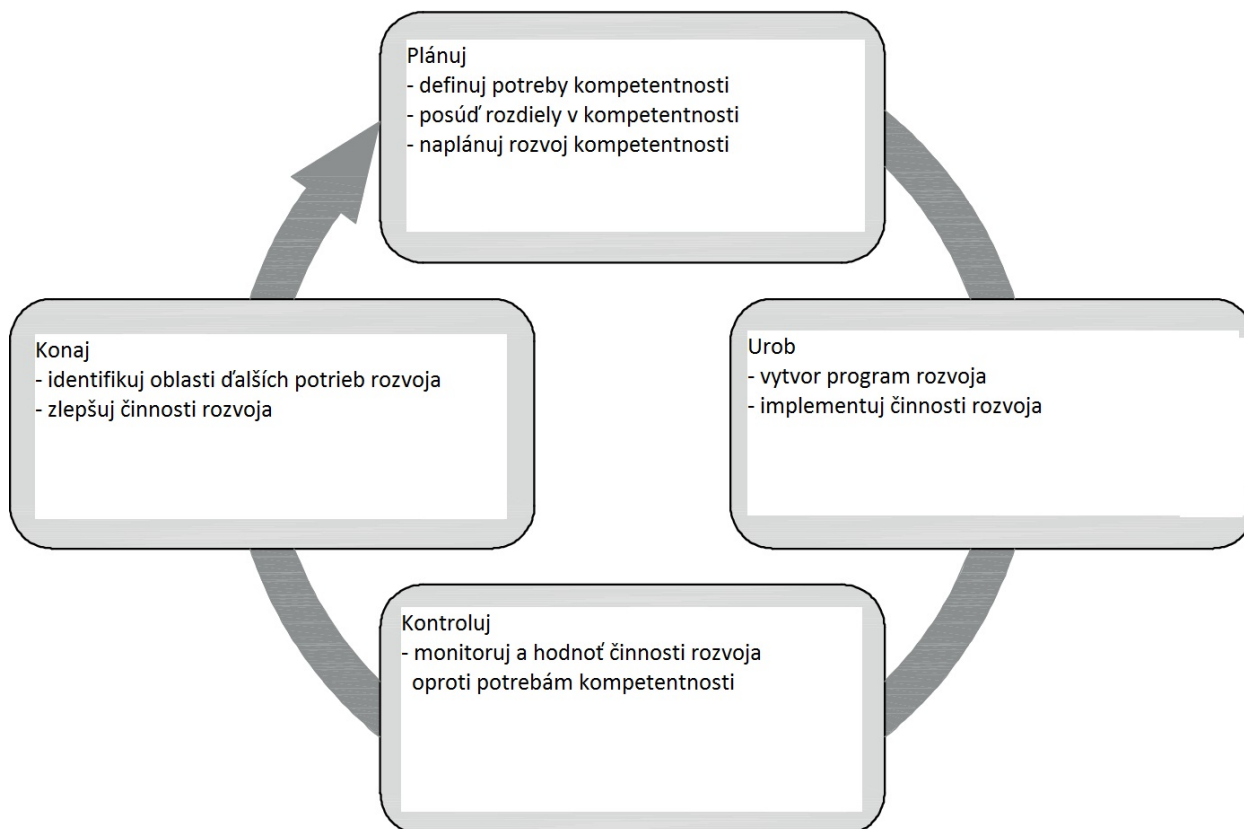 Plánuj
- definuj potreby kompetentnosti
- posúď rozdiely v kompetentnosti
- naplánuj rozvoj kompetentnosti
Konaj
- identifikuj oblasti ďalších potrieb rozvoja
- zlepšuj činnosti rozvoja
Urob
- vytvor program rozvoja
- implementuj činnosti rozvoja
Kontroluj
- monitoruj a hodnoť činnosti rozvoja
oproti potrebám kompetentnosti